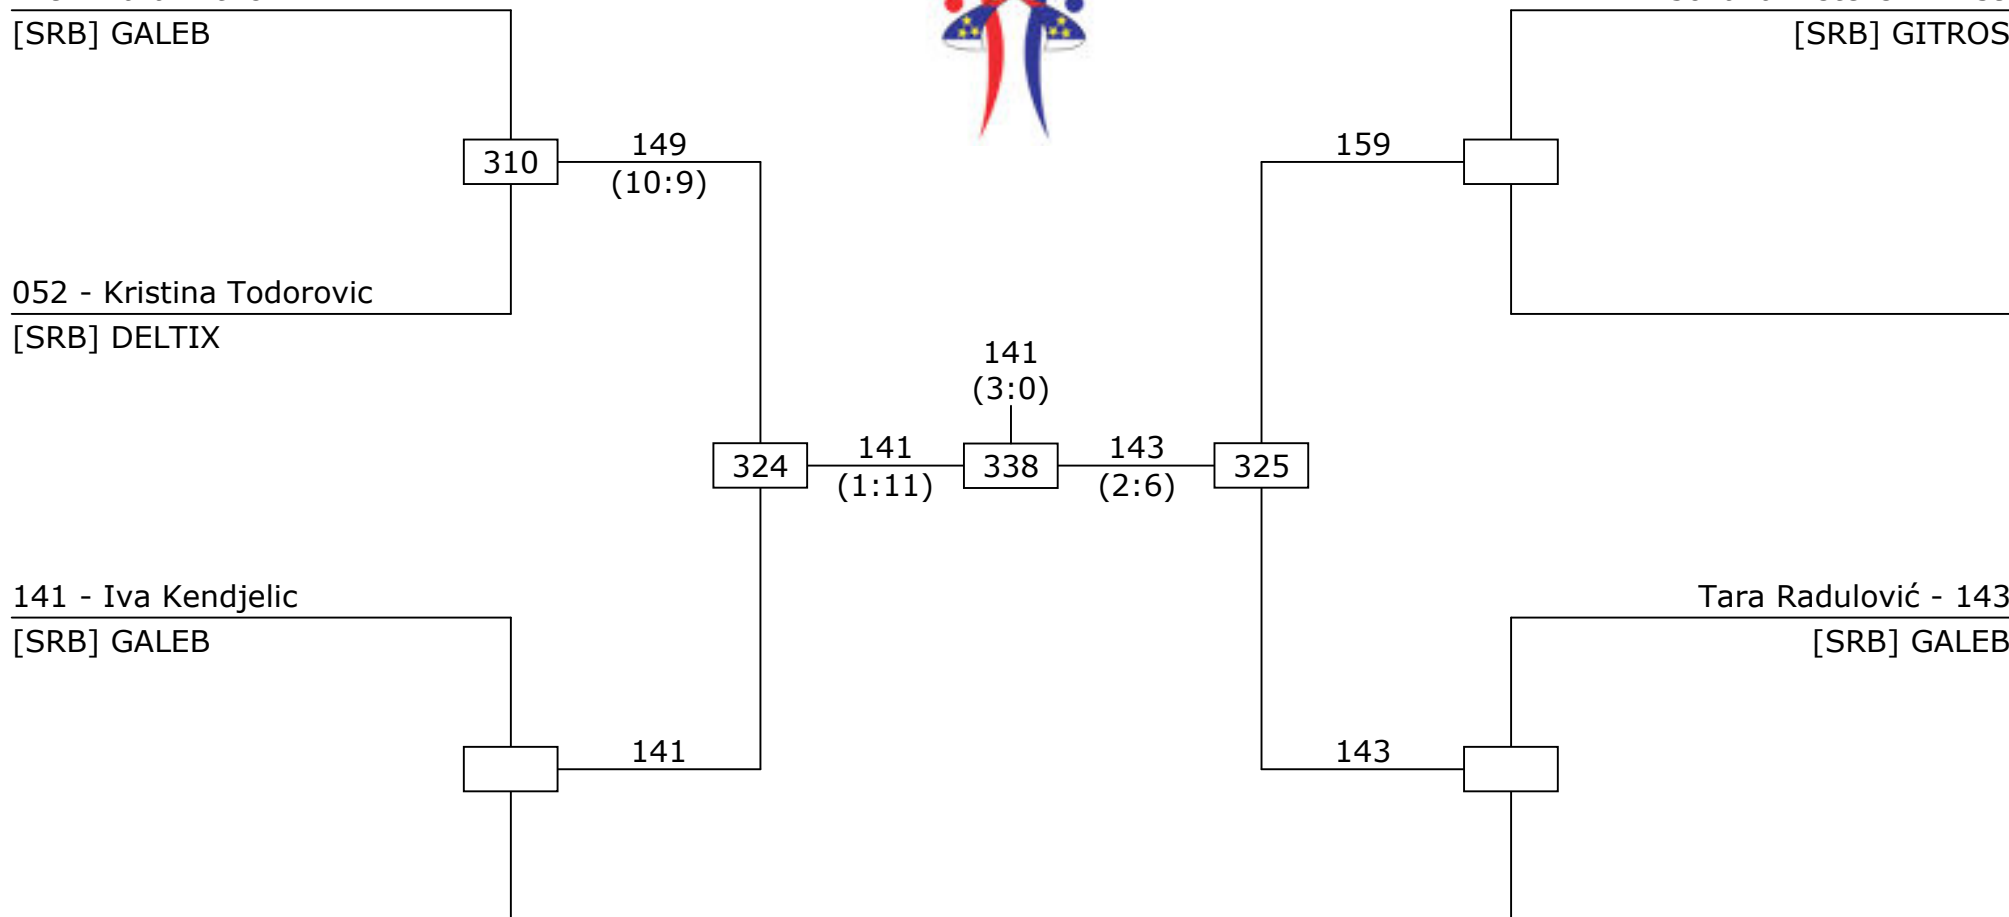 [SRB] GALEB
[SRB] GITROS
310
149
(10:9)
159
052 - Kristina Todorovic
[SRB] DELTIX
141
(3:0)
324
141
(1:11)
338
143
(2:6)
325
141 - Iva Kendjelic
[SRB] GALEB
Tara Radulović - 143
[SRB] GALEB
141
143